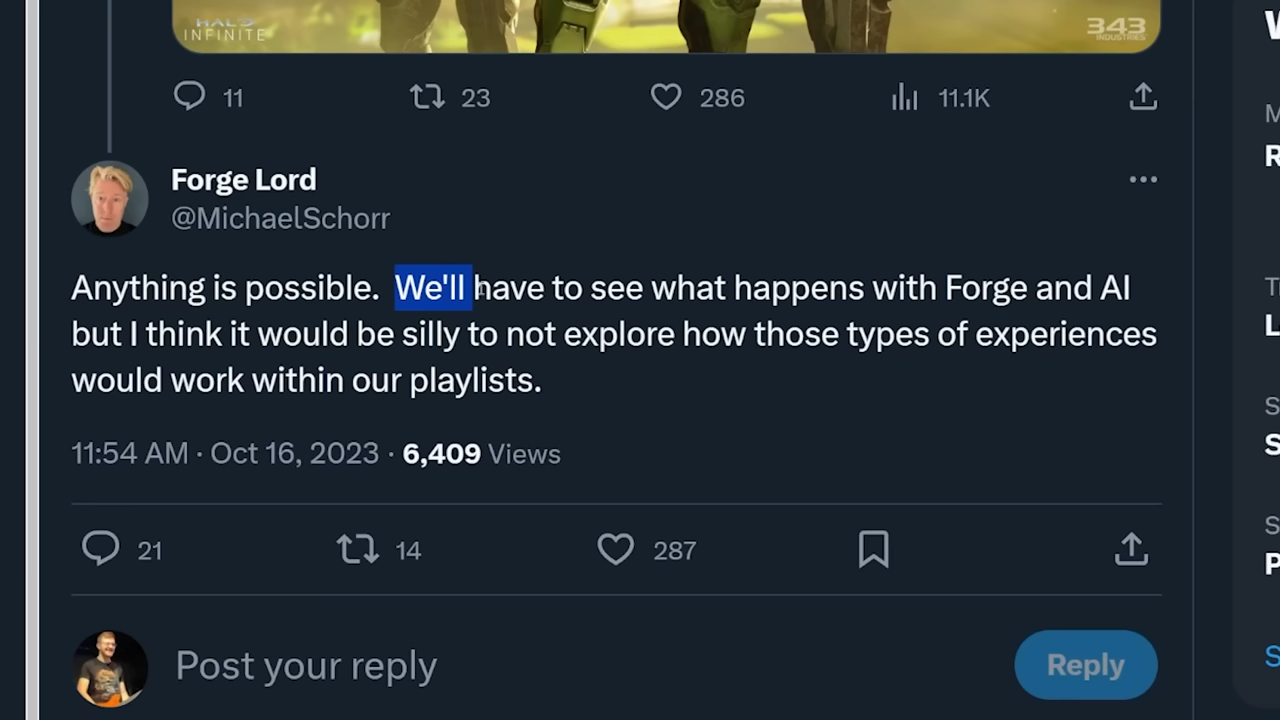 HALO
INFINITE
343
INDUSTRIES
11 23 286 11.1K
Forge Lord
@MichaelSchorr
Anything is possible. We'll have to see what happens with Forge and AI
but I think it would be silly to not explore how those types of experiences
would work within our playlists.
11:54 AM · Oct 16, 2023 · 6,409 Views
21 14 287
Post your reply
Reply